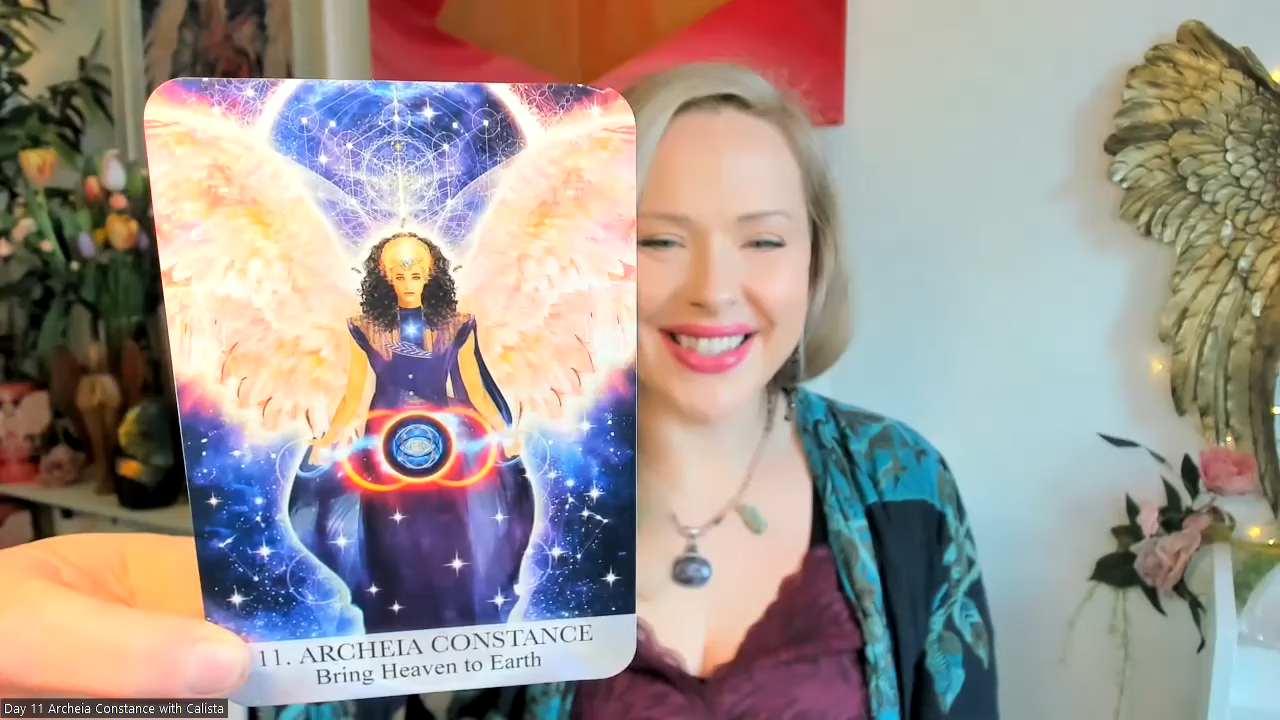 11. ARCHEIA CONSTANCE
Bring Heaven to Earth
Day 11 Archeia Constance with Calista